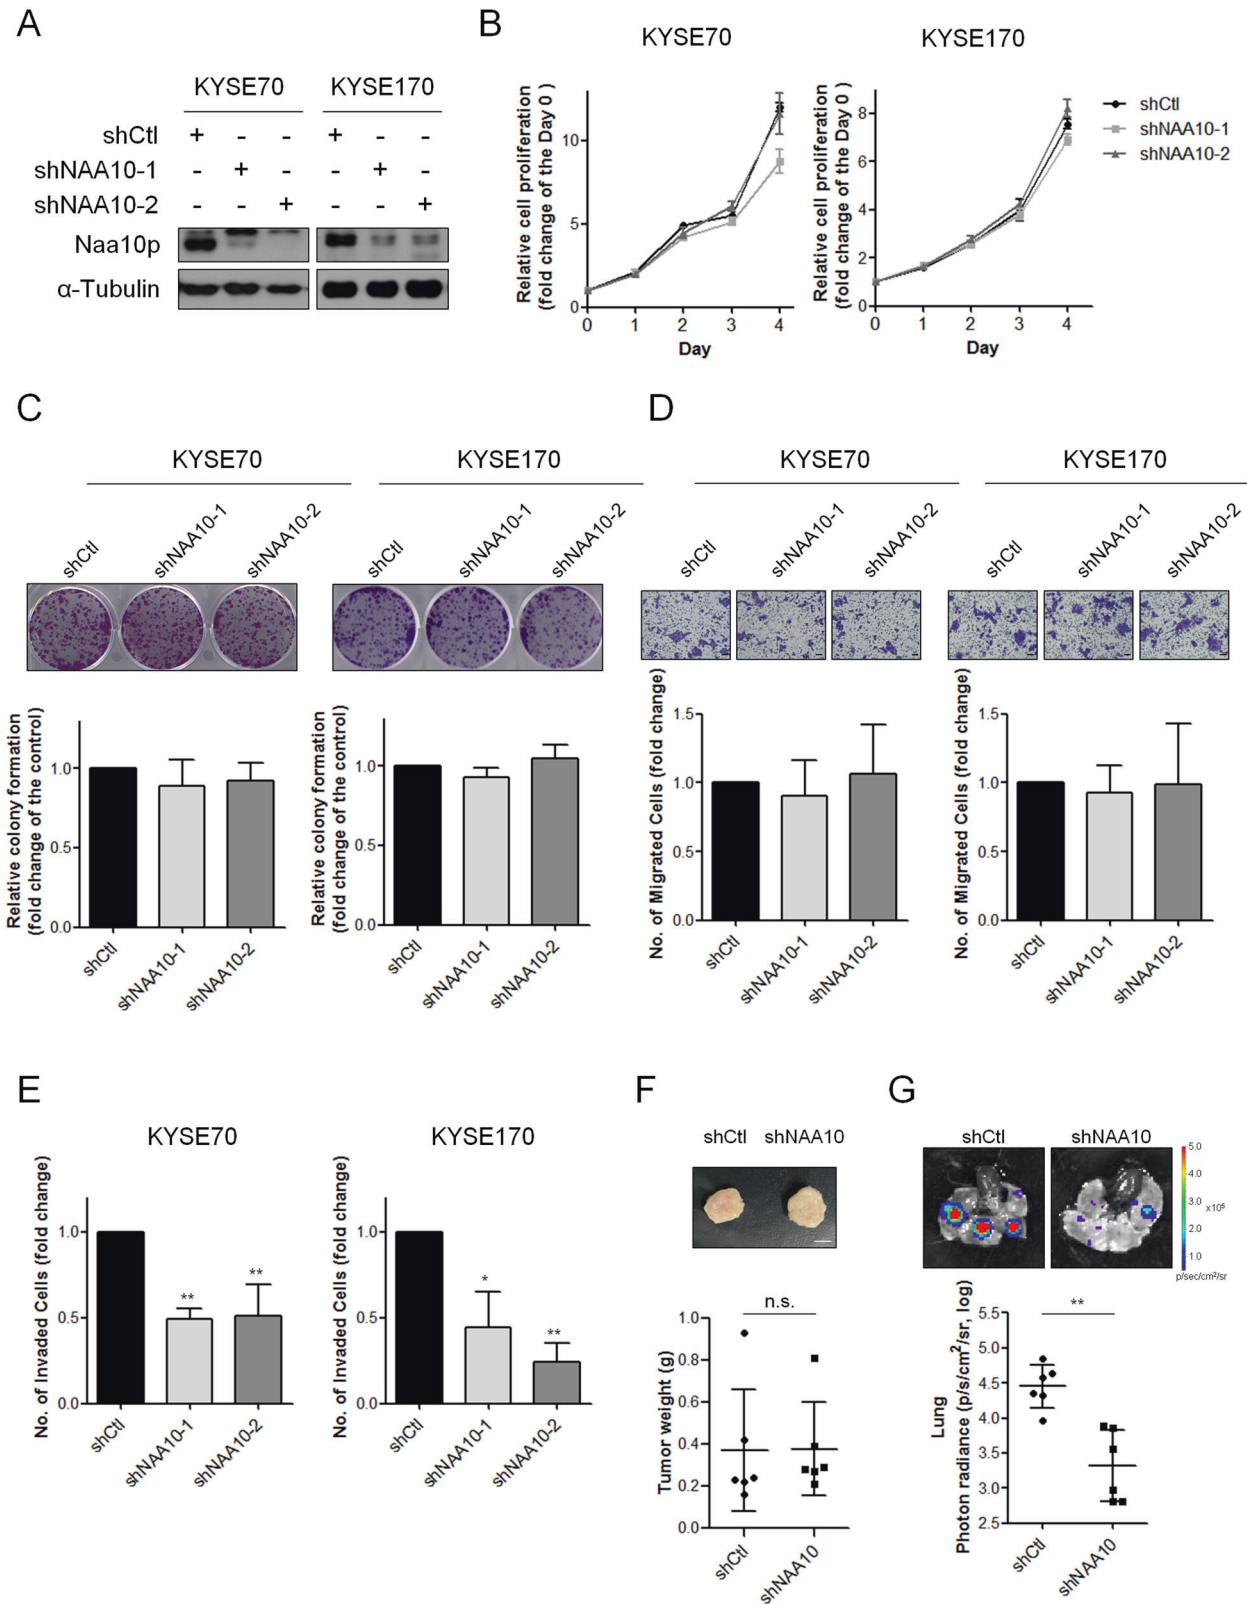 A
KYSE70 KYSE170
shCtl + - - + - -
shNAA10-1 - + - - + -
shNAA10-2 - - + - - +
Naa10p
α-Tubulin
B
KYSE70
KYSE170
Relative cell proliferation
(fold change of the Day 0 )
10
5
0
0 1 2 3 4
Day
Relative cell proliferation
(fold change of the Day 0 )
8
6
4
2
0
0 1 2 3 4
Day
shCtl
shNAA10-1
shNAA10-2
C
KYSE70
KYSE170
shCtl shNAA10-1 shNAA10-2
shCtl shNAA10-1 shNAA10-2
Relative colony formation
(fold change of the control)
1.0
0.5
0.0
shCtl shNAA10-1 shNAA10-2
Relative colony formation
(fold change of the control)
1.0
0.5
0.0
shCtl shNAA10-1 shNAA10-2
D
KYSE70
KYSE170
shCtl shNAA10-1 shNAA10-2
shCtl shNAA10-1 shNAA10-2
No. of Migrated Cells (fold change)
1.5
1.0
0.5
0.0
shCtl shNAA10-1 shNAA10-2
No. of Migrated Cells (fold change)
1.5
1.0
0.5
0.0
shCtl shNAA10-1 shNAA10-2
E
KYSE70
KYSE170
No. of Invaded Cells (fold change)
1.0
0.5
0.0
** **
shCtl shNAA10-1 shNAA10-2
No. of Invaded Cells (fold change)
1.0
0.5
0.0
* **
shCtl shNAA10-1 shNAA10-2
F
shCtl shNAA10
n.s.
Tumor weight (g)
1.0
0.8
0.6
0.4
0.2
0.0
shCtl shNAA10
G
shCtl shNAA10
5.0
4.0
3.0
2.0
1.0
x10⁵
p/sec/cm²/sr
**
Lung
Photon radiance (p/s/cm²/sr, log)
5.5
5.0
4.5
4.0
3.5
3.0
2.5
shCtl shNAA10